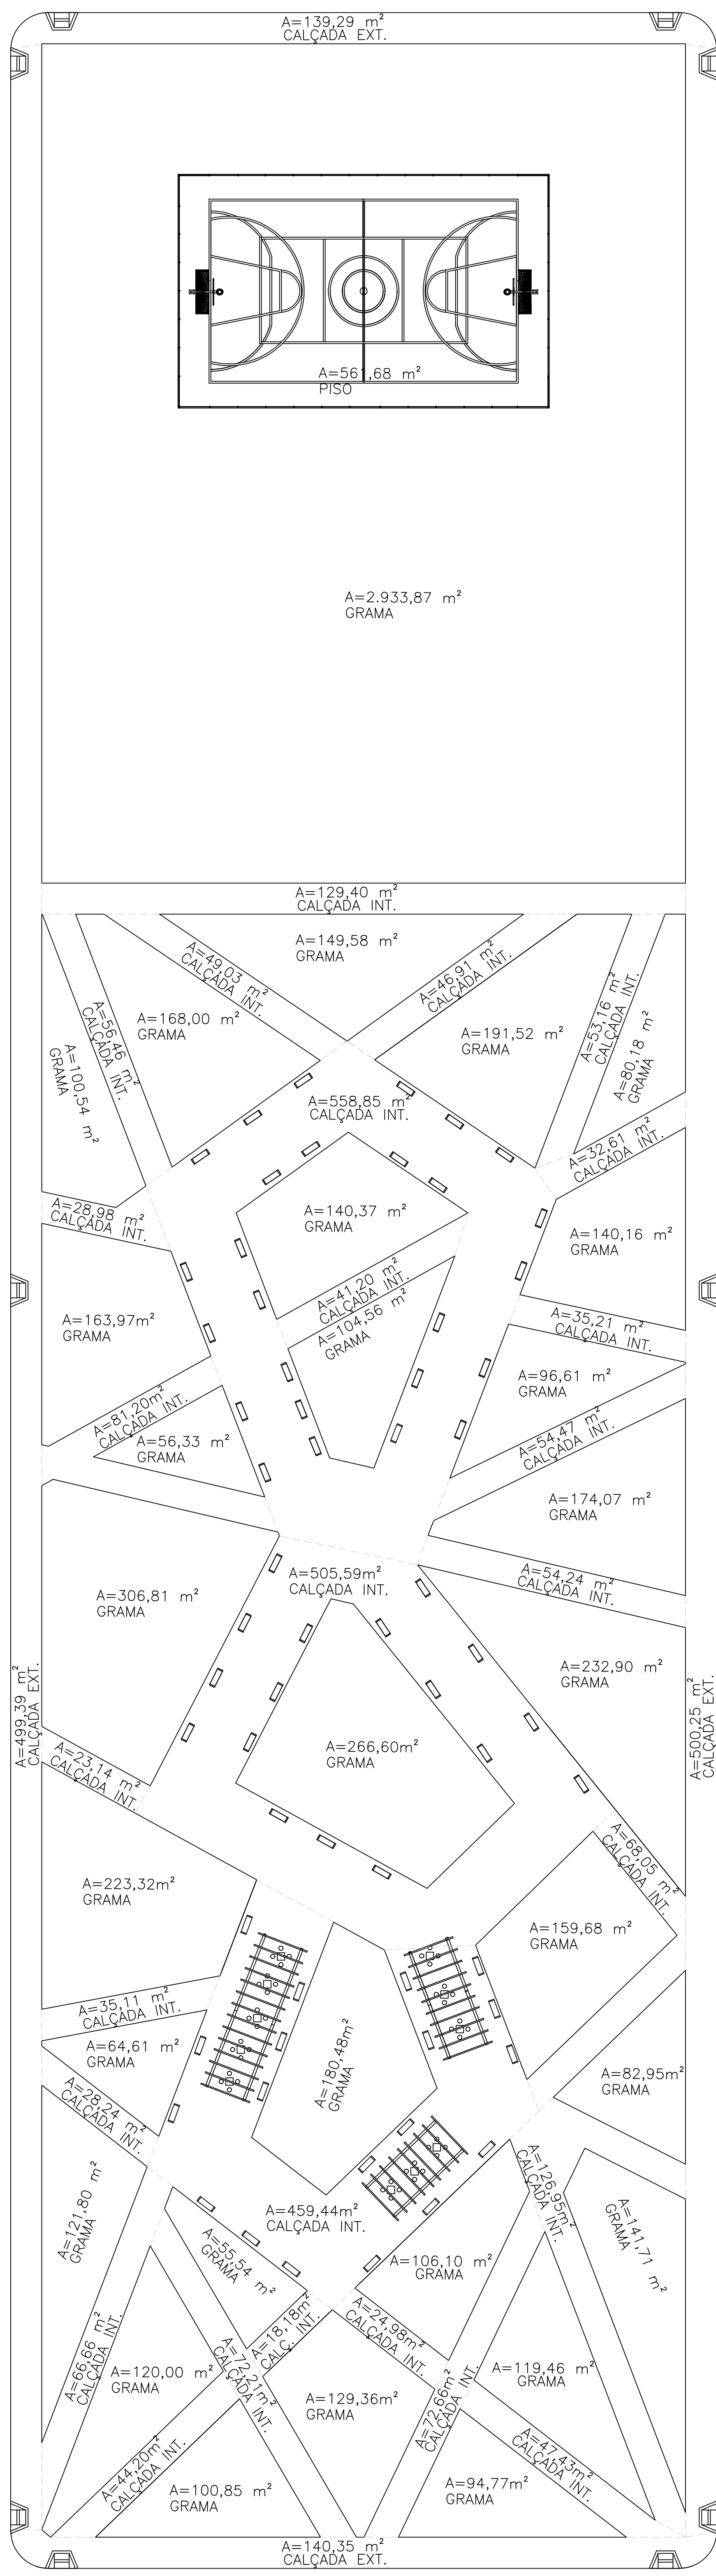 A=139,29 m²
CALÇADA EXT.
A=561,68 m²
PISO
A=2.933,87 m²
GRAMA
A=129,40 m²
CALÇADA INT.
A=149,58 m²
GRAMA
A=49,03 m²
CALÇADA INT.
A=46,91 m²
CALÇADA INT.
A=56,46 m²
CALÇADA INT.
A=168,00 m²
GRAMA
A=191,52 m²
GRAMA
A=53,16 m²
CALÇADA INT.
A=80,18 m²
GRAMA
A=100,54 m²
GRAMA
A=558,85 m²
CALÇADA INT.
A=32,61 m²
CALÇADA INT.
A=28,98 m²
CALÇADA INT.
A=140,37 m²
GRAMA
A=140,16 m²
GRAMA
A=163,97m²
GRAMA
A=41,20 m²
CALÇADA INT.
A=104,56 m²
GRAMA
A=35,21 m²
CALÇADA INT.
A=96,61 m²
GRAMA
A=81,20m²
CALÇADA INT.
A=56,33 m²
GRAMA
A=54,47 m²
CALÇADA INT.
A=174,07 m²
GRAMA
A=505,59m²
CALÇADA INT.
A=54,24 m²
CALÇADA INT.
A=306,81 m²
GRAMA
A=232,90 m²
GRAMA
A=499,39 m²
CALÇADA EXT.
A=500,25 m²
CALÇADA EXT.
A=266,60m²
GRAMA
A=23,14 m²
CALÇADA INT.
A=68,05 m²
CALÇADA INT.
A=223,32m²
GRAMA
A=159,68 m²
GRAMA
A=35,11 m²
CALÇADA INT.
A=64,61 m²
GRAMA
A=180,48m²
GRAMA
A=82,95m²
GRAMA
A=28,24 m²
CALÇADA INT.
A=121,80 m²
GRAMA
A=459,44m²
CALÇADA INT.
A=126,95m²
CALÇADA INT.
A=141,71 m²
GRAMA
A=55,54 m²
GRAMA
A=106,10 m²
GRAMA
A=18,18m²
CALÇ. INT.
A=24,98m²
CALÇADA INT.
A=66,66 m²
CALÇADA INT.
A=120,00 m²
GRAMA
A=72,21m²
CALÇADA INT.
A=129,36m²
GRAMA
A=72,66m²
CALÇADA INT.
A=119,46 m²
GRAMA
A=44,20m²
CALÇADA INT.
A=100,85 m²
GRAMA
A=94,77m²
GRAMA
A=47,43m²
CALÇADA INT.
A=140,35 m²
CALÇADA EXT.